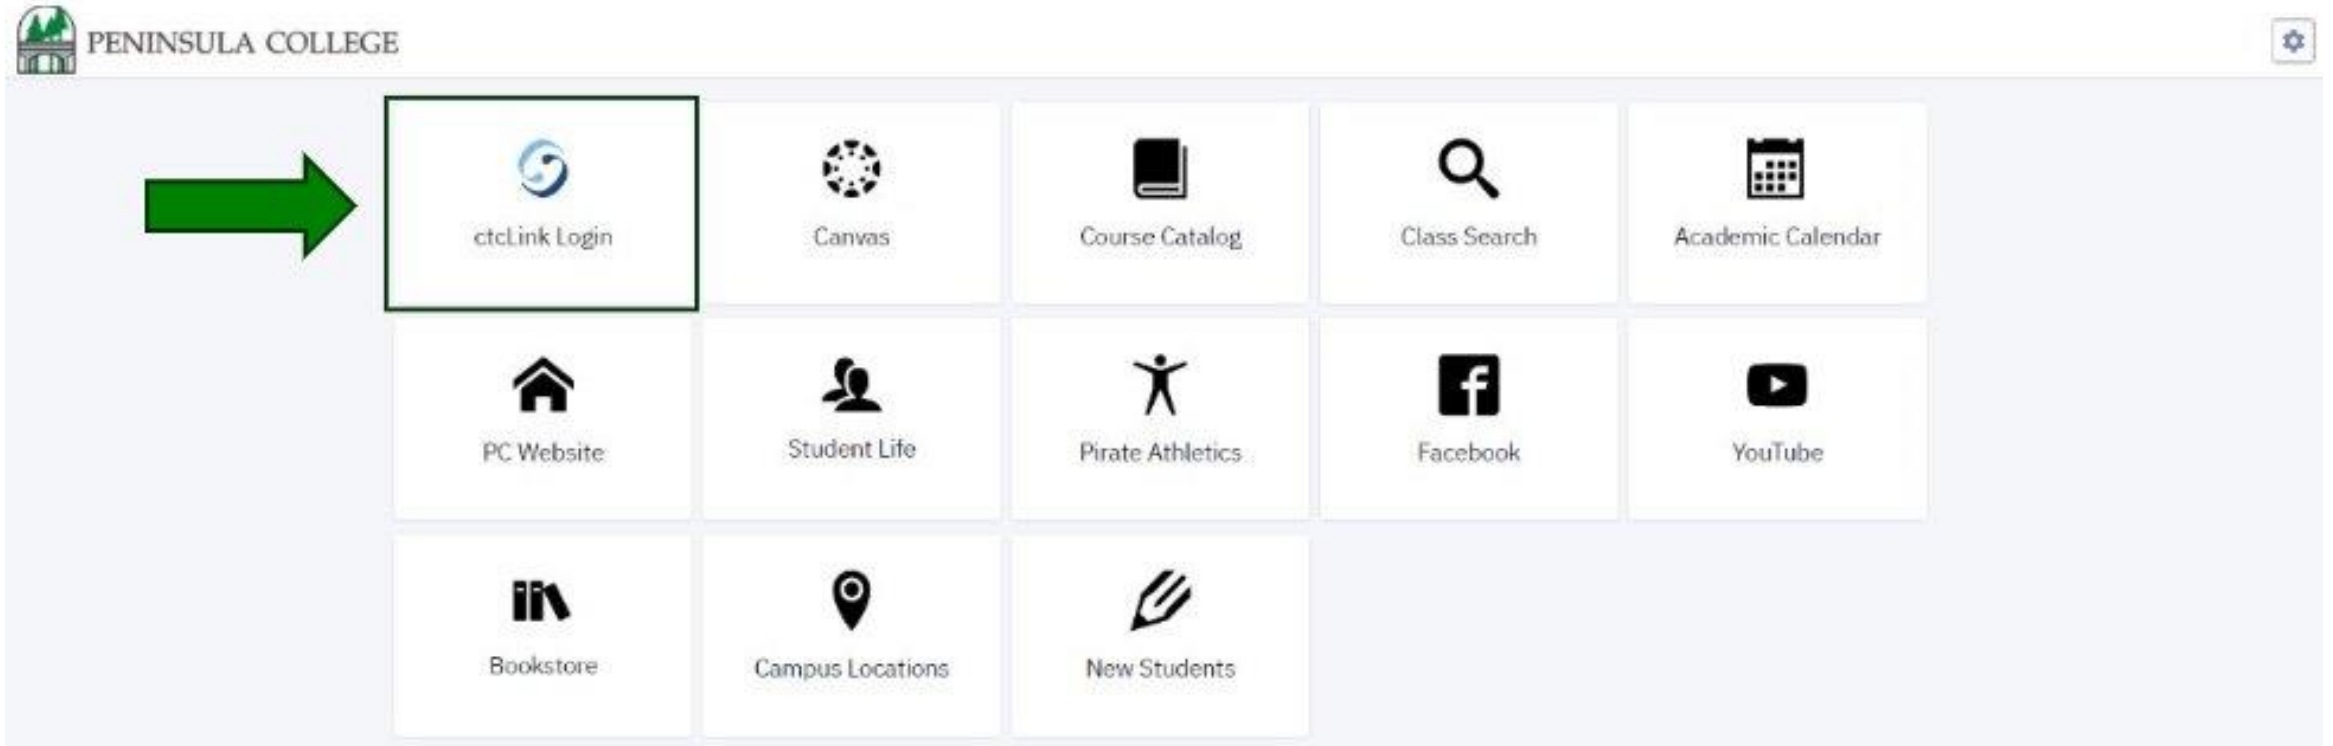 PENINSULA COLLEGE
ctcLink Login
Canvas
Course Catalog
Class Search
Academic Calendar
PC Website
Student Life
Pirate Athletics
Facebook
YouTube
Bookstore
Campus Locations
New Students